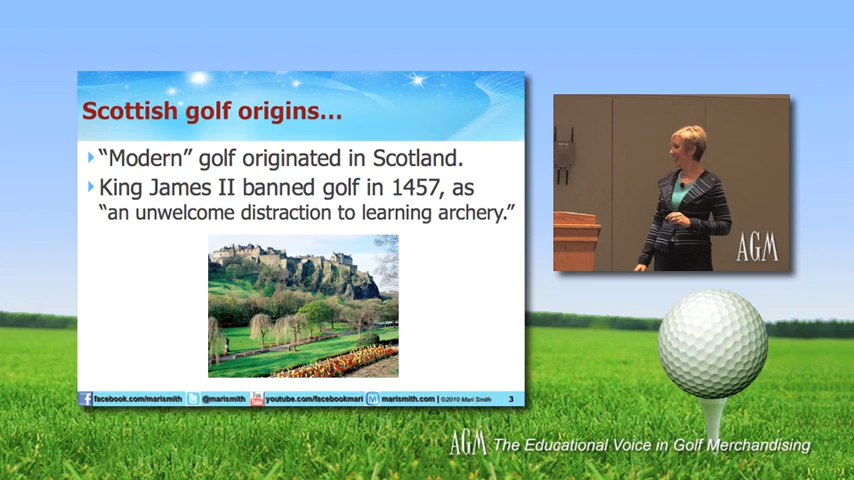 Scottish golf origins...
“Modern” golf originated in Scotland.
King James II banned golf in 1457, as
“an unwelcome distraction to learning archery.”
facebook.com/marismith @marismith You Tube youtube.com/facebookmari marismith.com | ©2010 Mari Smith 3
AGM
AGM The Educational Voice in Golf Merchandising